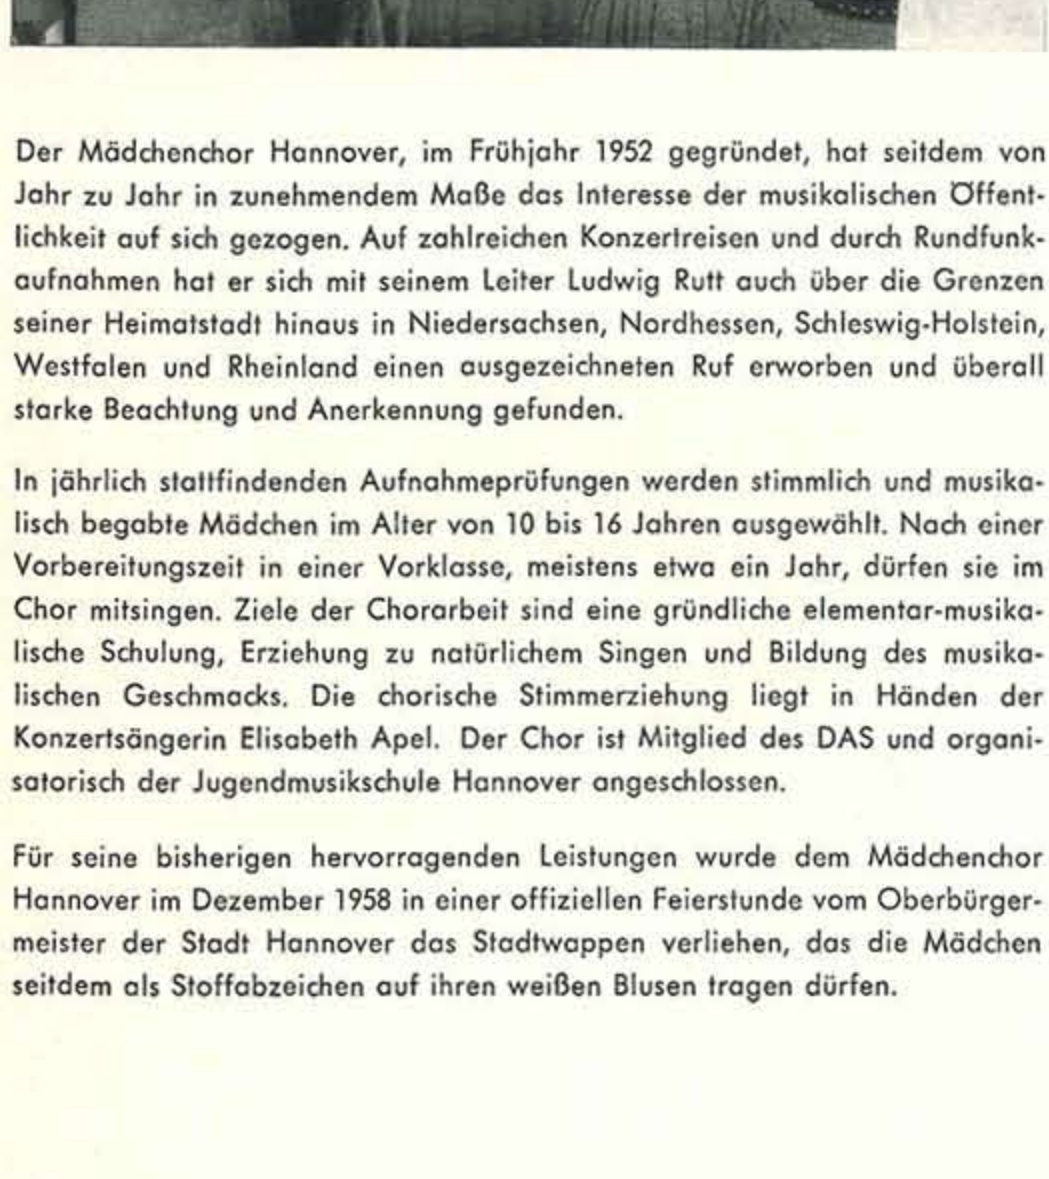 Der Mädchenchor Hannover, im Frühjahr 1952 gegründet, hat seitdem von
Jahr zu Jahr in zunehmendem Maße das Interesse der musikalischen Öffent-
lichkeit auf sich gezogen. Auf zahlreichen Konzertreisen und durch Rundfunk-
aufnahmen hat er sich mit seinem Leiter Ludwig Rutt auch über die Grenzen
seiner Heimatstadt hinaus in Niedersachsen, Nordhessen, Schleswig-Holstein,
Westfalen und Rheinland einen ausgezeichneten Ruf erworben und überall
starke Beachtung und Anerkennung gefunden.
In jährlich stattfindenden Aufnahmeprüfungen werden stimmlich und musika-
lisch begabte Mädchen im Alter von 10 bis 16 Jahren ausgewählt. Nach einer
Vorbereitungszeit in einer Vorklasse, meistens etwa ein Jahr, dürfen sie im
Chor mitsingen. Ziele der Chorarbeit sind eine gründliche elementar-musika-
lische Schulung, Erziehung zu natürlichem Singen und Bildung des musika-
lischen Geschmacks. Die chorische Stimmerziehung liegt in Händen der
Konzertsängerin Elisabeth Apel. Der Chor ist Mitglied des DAS und organi-
satorisch der Jugendmusikschule Hannover angeschlossen.
Für seine bisherigen hervorragenden Leistungen wurde dem Mädchenchor
Hannover im Dezember 1958 in einer offiziellen Feierstunde vom Oberbürger-
meister der Stadt Hannover das Stadtwappen verliehen, das die Mädchen
seitdem als Stoffabzeichen auf ihren weißen Blusen tragen dürfen.